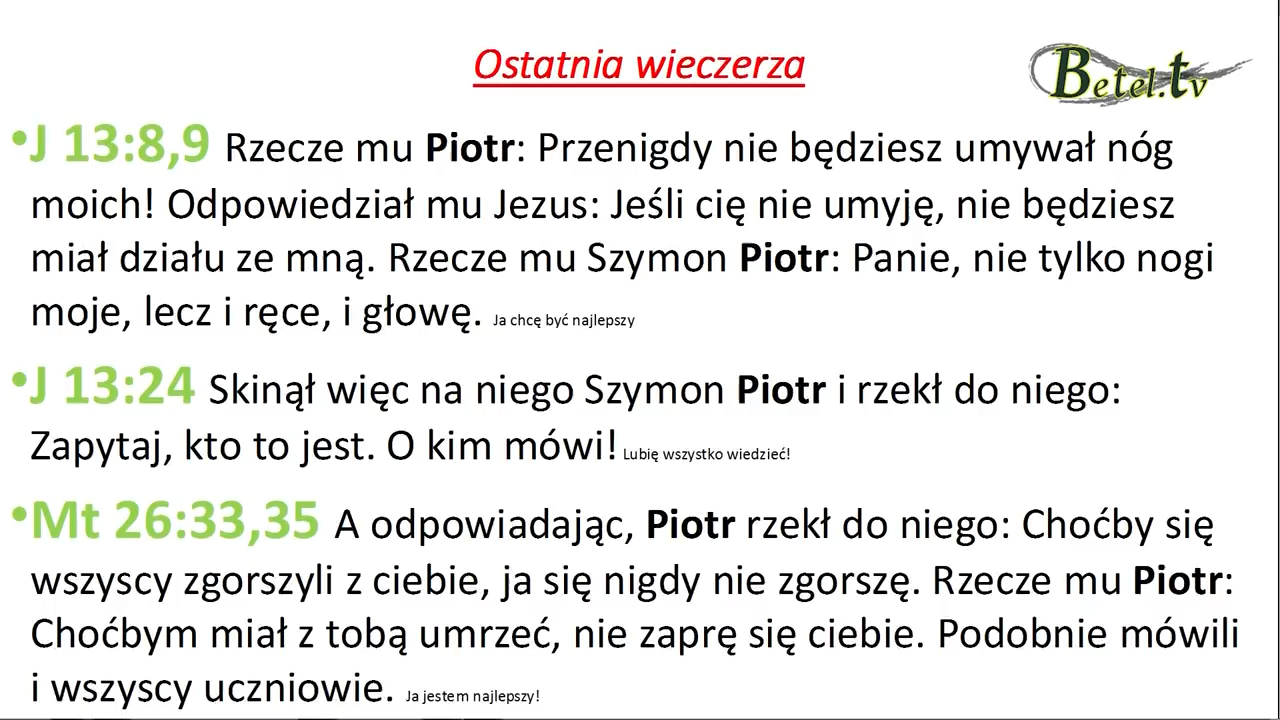 Ostatnia wieczerza
Betel.tv
•J 13:8,9 Rzecze mu Piotr: Przenigdy nie będziesz umywał nóg
moich! Odpowiedział mu Jezus: Jeśli cię nie umyję, nie będziesz
miał działu ze mną. Rzecze mu Szymon Piotr: Panie, nie tylko nogi
moje, lecz i ręce, i głowę. Ja chcę być najlepszy
•J 13:24 Skinął więc na niego Szymon Piotr i rzekł do niego:
Zapytaj, kto to jest. O kim mówi! Lubię wszystko wiedzieć!
•Mt 26:33,35 A odpowiadając, Piotr rzekł do niego: Choćby się
wszyscy zgorszyli z ciebie, ja się nigdy nie zgorszę. Rzecze mu Piotr:
Choćbym miał z tobą umrzeć, nie zaprę się ciebie. Podobnie mówili
i wszyscy uczniowie. Ja jestem najlepszy!